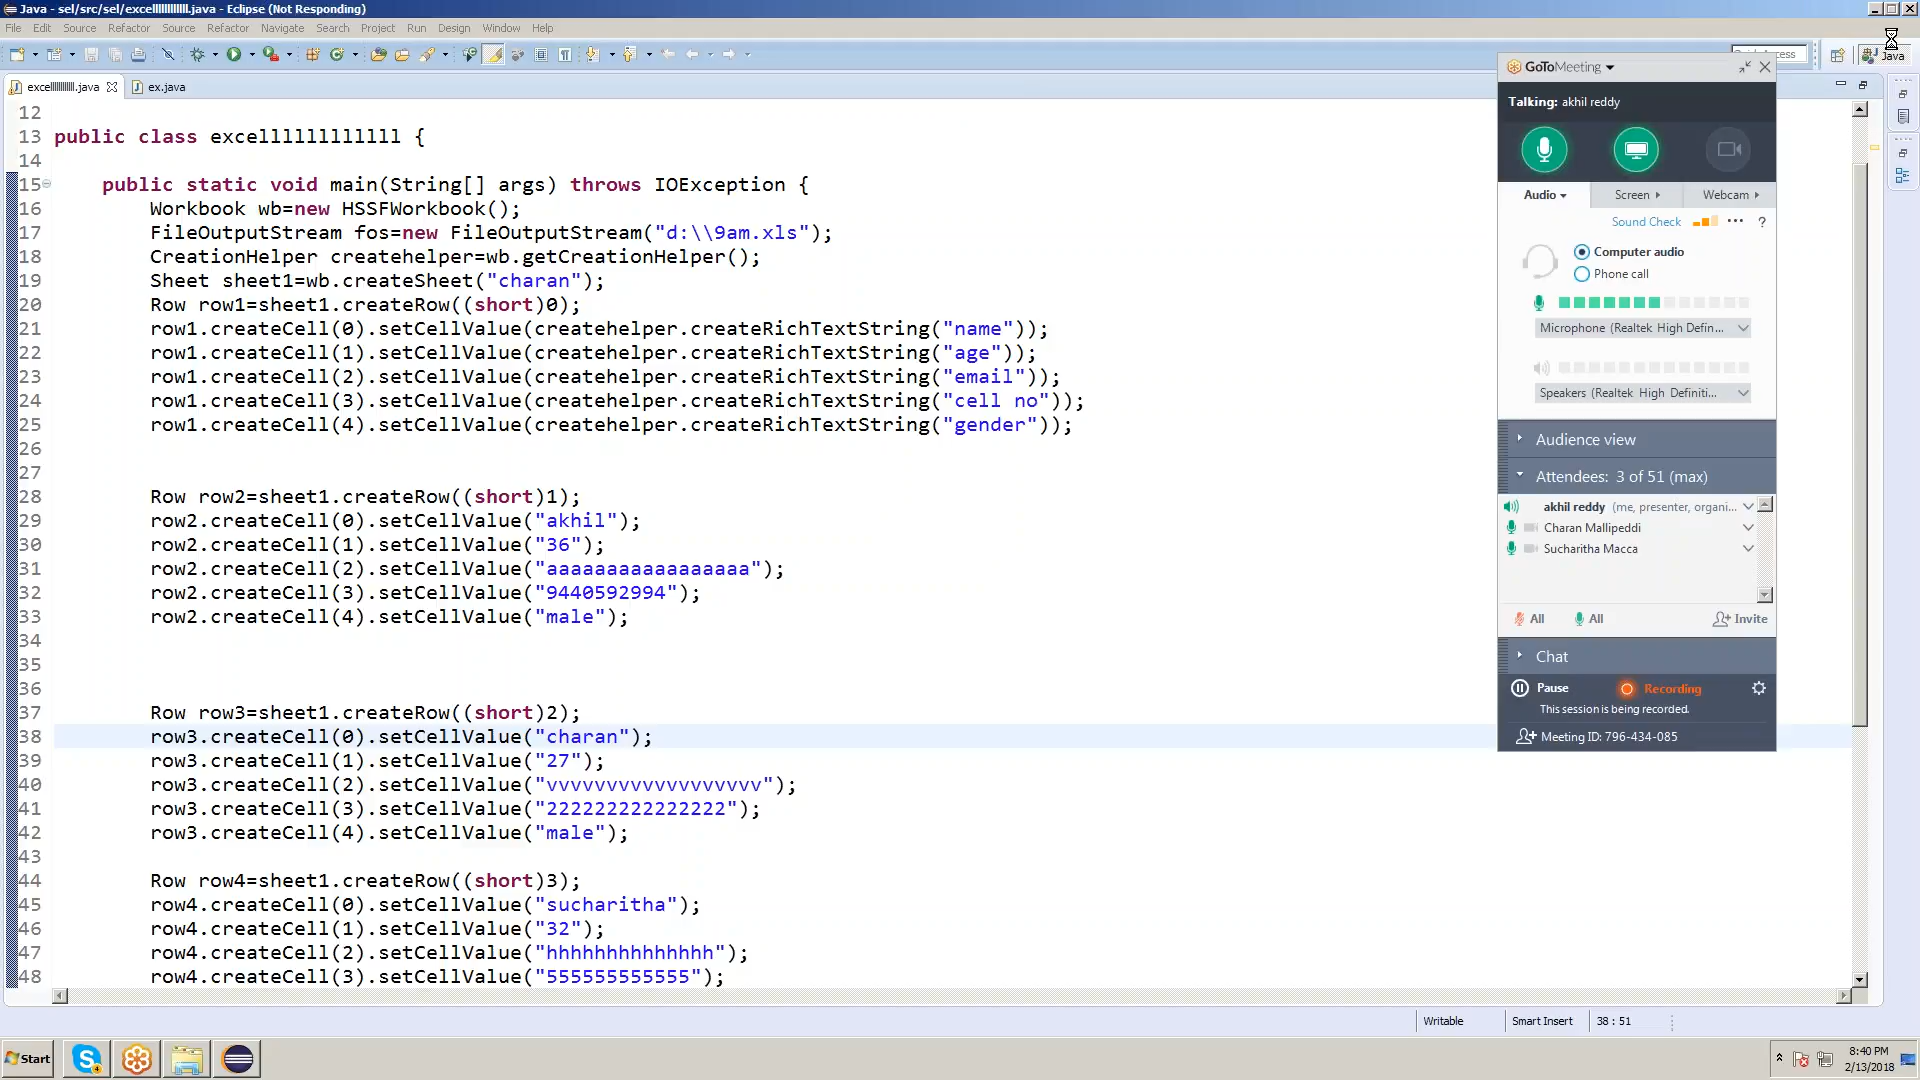 Java - sel/src/sel/excelllllllllllll.java - Eclipse (Not Responding)
File Edit Source Refactor Source Refactor Navigate Search Project Run Design Window Help
Java
excelllllllllllll.java
ex.java
12
13 public class excelllllllllllll {
14
15 public static void main(String[] args) throws IOException {
16 Workbook wb=new HSSFWorkbook();
17 FileOutputStream fos=new FileOutputStream("d:\\9am.xls");
18 CreationHelper createhelper=wb.getCreationHelper();
19 Sheet sheet1=wb.createSheet("charan");
20 Row row1=sheet1.createRow((short)0);
21 row1.createCell(0).setCellValue(createhelper.createRichTextString("name"));
22 row1.createCell(1).setCellValue(createhelper.createRichTextString("age"));
23 row1.createCell(2).setCellValue(createhelper.createRichTextString("email"));
24 row1.createCell(3).setCellValue(createhelper.createRichTextString("cell no"));
25 row1.createCell(4).setCellValue(createhelper.createRichTextString("gender"));
26
27
28 Row row2=sheet1.createRow((short)1);
29 row2.createCell(0).setCellValue("akhil");
30 row2.createCell(1).setCellValue("36");
31 row2.createCell(2).setCellValue("aaaaaaaaaaaaaaaaa");
32 row2.createCell(3).setCellValue("9440592994");
33 row2.createCell(4).setCellValue("male");
34
35
36
37 Row row3=sheet1.createRow((short)2);
38 row3.createCell(0).setCellValue("charan");
39 row3.createCell(1).setCellValue("27");
40 row3.createCell(2).setCellValue("vvvvvvvvvvvvvvvvvv");
41 row3.createCell(3).setCellValue("222222222222222");
42 row3.createCell(4).setCellValue("male");
43
44 Row row4=sheet1.createRow((short)3);
45 row4.createCell(0).setCellValue("sucharitha");
46 row4.createCell(1).setCellValue("32");
47 row4.createCell(2).setCellValue("hhhhhhhhhhhhhh");
48 row4.createCell(3).setCellValue("555555555555");
GoToMeeting
Talking: akhil reddy
Audio Screen Webcam
Sound Check ... ?
Computer audio
Phone call
Microphone (Realtek High Defin...
Speakers (Realtek High Definiti...
Audience view
Attendees: 3 of 51 (max)
akhil reddy (me, presenter, organi...
Charan Mallipeddi
Sucharitha Macca
All All Invite
Chat
Pause Recording
This session is being recorded.
Meeting ID: 796-434-085
Writable Smart Insert 38 : 51
Start
8:40 PM
2/13/2018